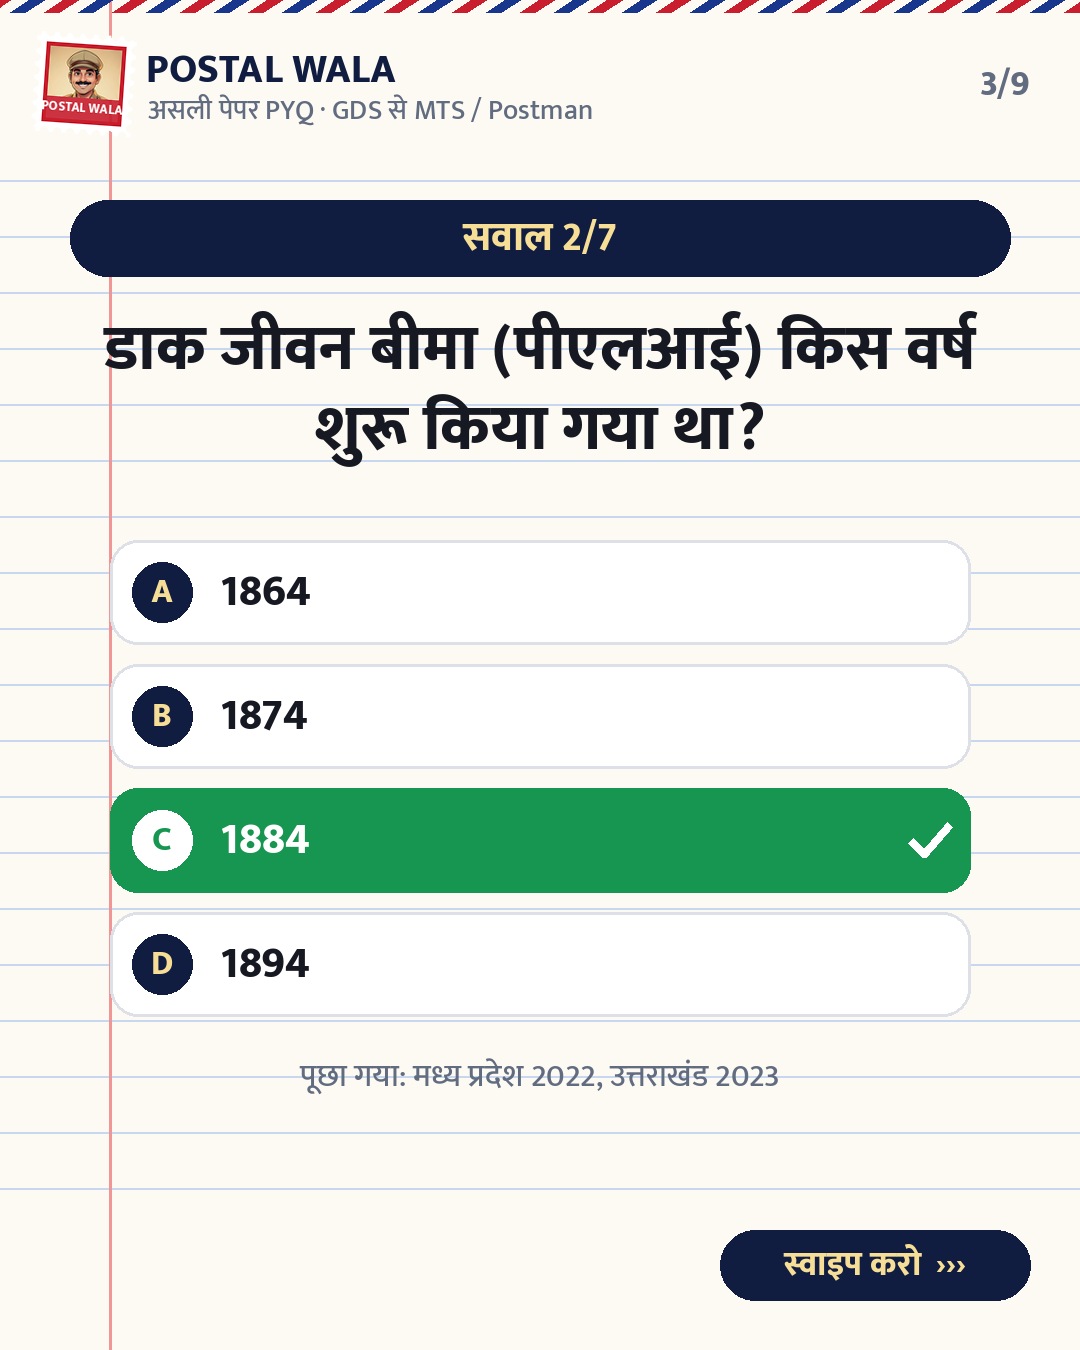 POSTAL WALA
POSTAL WALA
असली पेपर PYQ · GDS से MTS / Postman
3/9
सवाल 2/7
डाक जीवन बीमा (पीएलआई) किस वर्ष
शुरू किया गया था?
A 1864
B 1874
C 1884
D 1894
पूछा गया: मध्य प्रदेश 2022, उत्तराखंड 2023
स्वाइप करो ›››